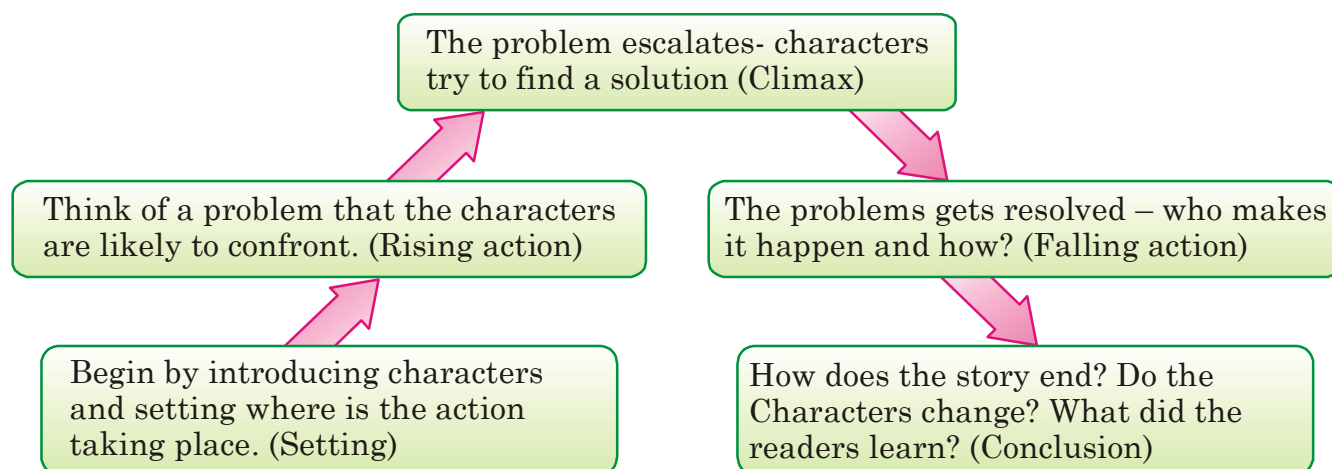 The problem escalates- characters
try to find a solution (Climax)
Think of a problem that the characters
are likely to confront. (Rising action)
The problems gets resolved – who makes
it happen and how? (Falling action)
Begin by introducing characters
and setting where is the action
taking place. (Setting)
How does the story end? Do the
Characters change? What did the
readers learn? (Conclusion)